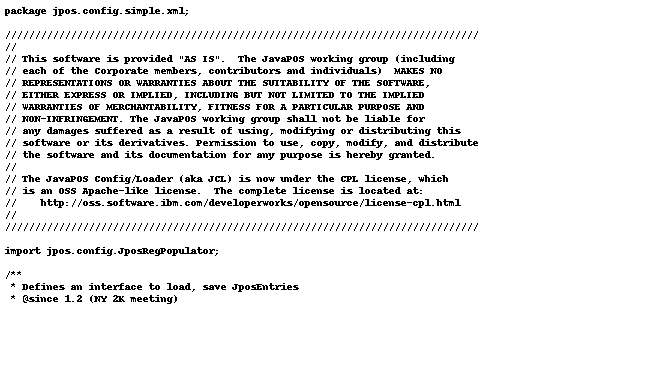 package jpos.config.simple.xml;
///////////////////////////////////////////////////////////////////////////////
//
// This software is provided "AS IS".  The JavaPOS working group (including
// each of the Corporate members, contributors and individuals)  MAKES NO
// REPRESENTATIONS OR WARRANTIES ABOUT THE SUITABILITY OF THE SOFTWARE,
// EITHER EXPRESS OR IMPLIED, INCLUDING BUT NOT LIMITED TO THE IMPLIED
// WARRANTIES OF MERCHANTABILITY, FITNESS FOR A PARTICULAR PURPOSE AND
// NON-INFRINGEMENT. The JavaPOS working group shall not be liable for
// any damages suffered as a result of using, modifying or distributing this
// software or its derivatives. Permission to use, copy, modify, and distribute
// the software and its documentation for any purpose is hereby granted.
//
// The JavaPOS Config/Loader (aka JCL) is now under the CPL license, which
// is an OSS Apache-like license.  The complete license is located at:
//    http://oss.software.ibm.com/developerworks/opensource/license-cpl.html
//
///////////////////////////////////////////////////////////////////////////////
import jpos.config.JposRegPopulator;
/**
 * Defines an interface to load, save JposEntries
 * @since 1.2 (NY 2K meeting)